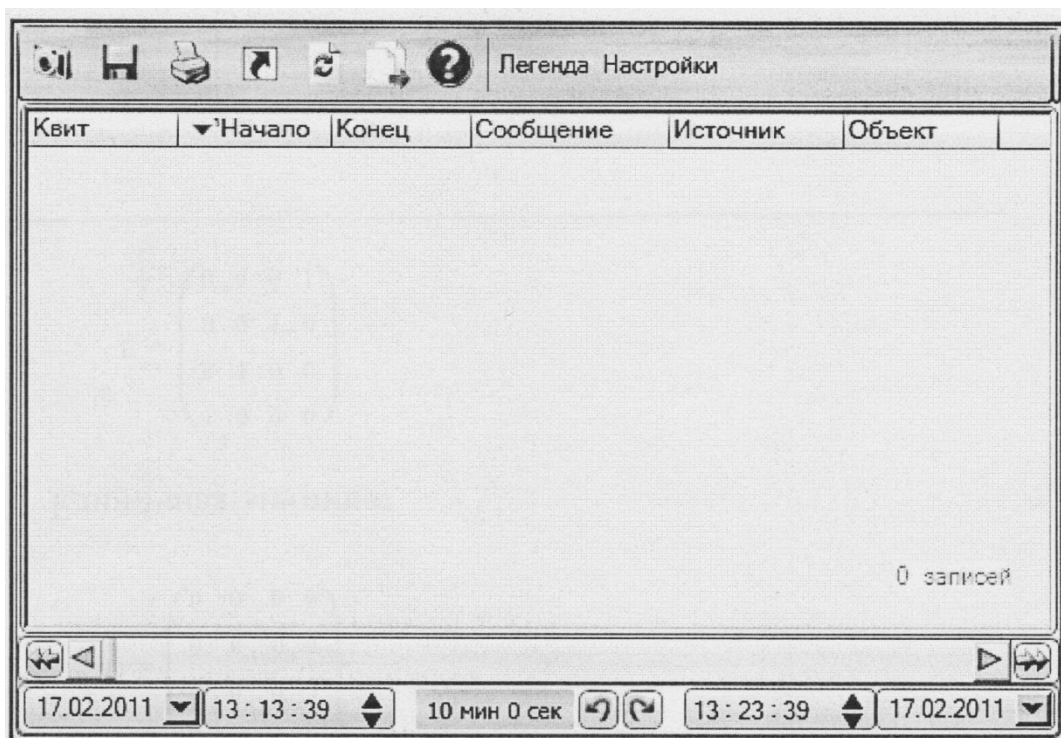 Легенда Настройки
Квит Начало Конец Сообщение Источник Объект
0 записей
17.02.2011 13 : 13 : 39 10 мин 0 сек 13 : 23 : 39 17.02.2011